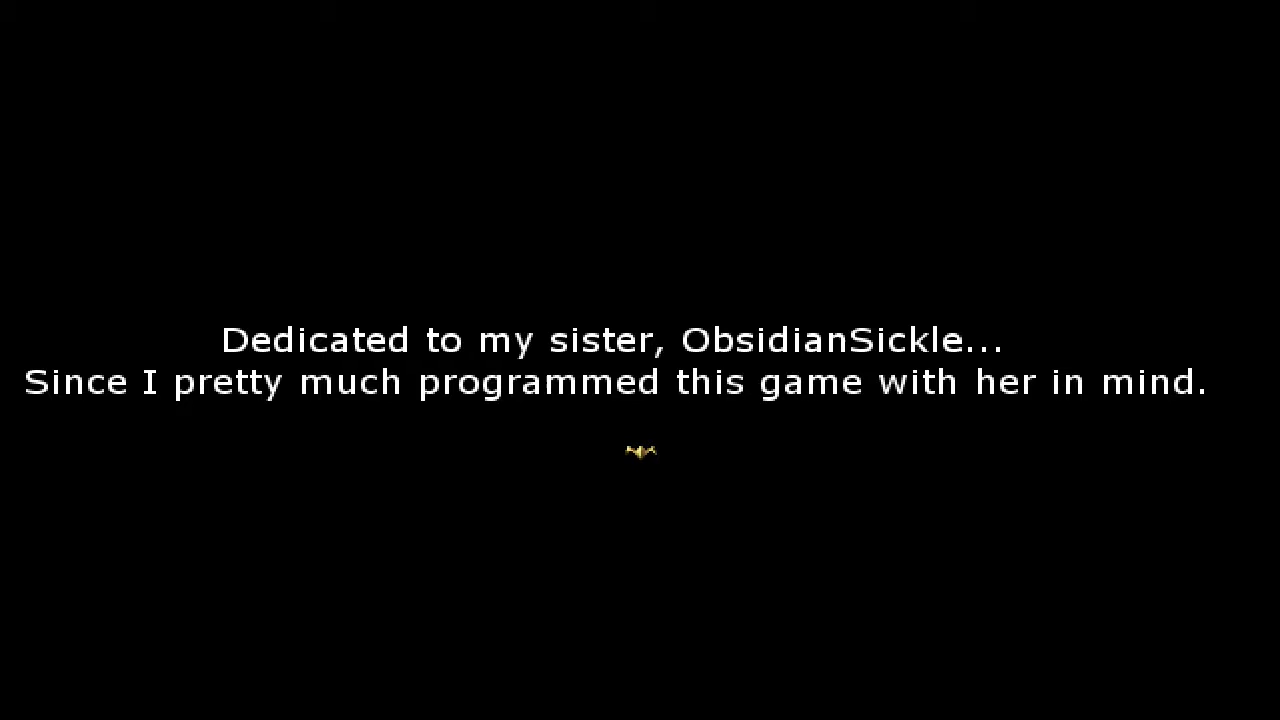 Dedicated to my sister, ObsidianSickle...
Since I pretty much programmed this game with her in mind.